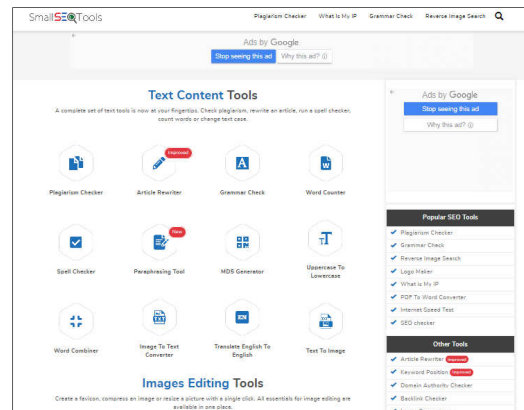 SmallSEOTools
Plagiarism Checker What Is My IP Grammar Check Reverse Image Search
Ads by Google
Stop seeing this ad Why this ad?
Text Content Tools
A complete set of text tools is now at your fingertips. Check plagiarism, rewrite an article, run a spell checker,
count words or change text case.
Plagiarism Checker
Improved
Article Rewriter
A
Grammar Check
W
Word Counter
Spell Checker
New
Paraphrasing Tool
MD5 Generator
TT
Uppercase To
Lowercase
Word Combiner
TXT
Image To Text
Converter
EN
Translate English To
English
Text To Image
Images Editing Tools
Create a favicon, compress an image or resize a picture with a single click. All essentials for image editing are
available in one place.
Ads by Google
Stop seeing this ad
Why this ad?
Popular SEO Tools
Plagiarism Checker
Grammar Check
Reverse Image Search
Logo Maker
What is My IP
PDF To Word Converter
Internet Speed Test
SEO checker
Other Tools
Article Rewriter Improved
Keyword Position Improved
Domain Authority Checker
Backlink Checker